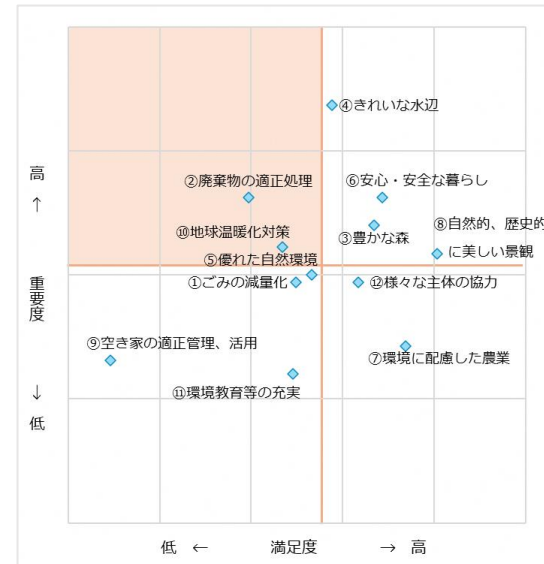 ④きれいな水辺
②廃棄物の適正処理
⑥安心・安全な暮らし
⑩地球温暖化対策
③豊かな森
⑧自然的、歴史的
に美しい景観
⑤優れた自然環境
①ごみの減量化
⑫様々な主体の協力
⑨空き家の適正管理、活用
⑦環境に配慮した農業
⑪環境教育等の充実
高
↑
重要度
↓
低
低 ← 満足度 → 高